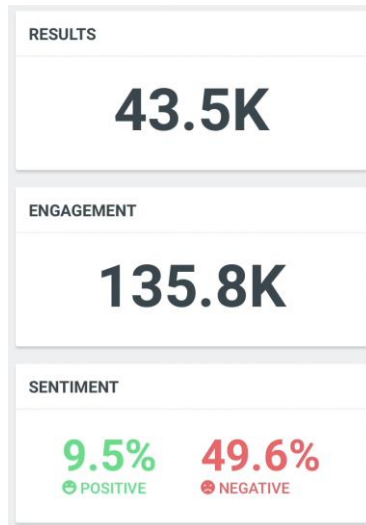 RESULTS
43.5K
ENGAGEMENT
135.8K
SENTIMENT
9.5% 49.6%
POSITIVE NEGATIVE